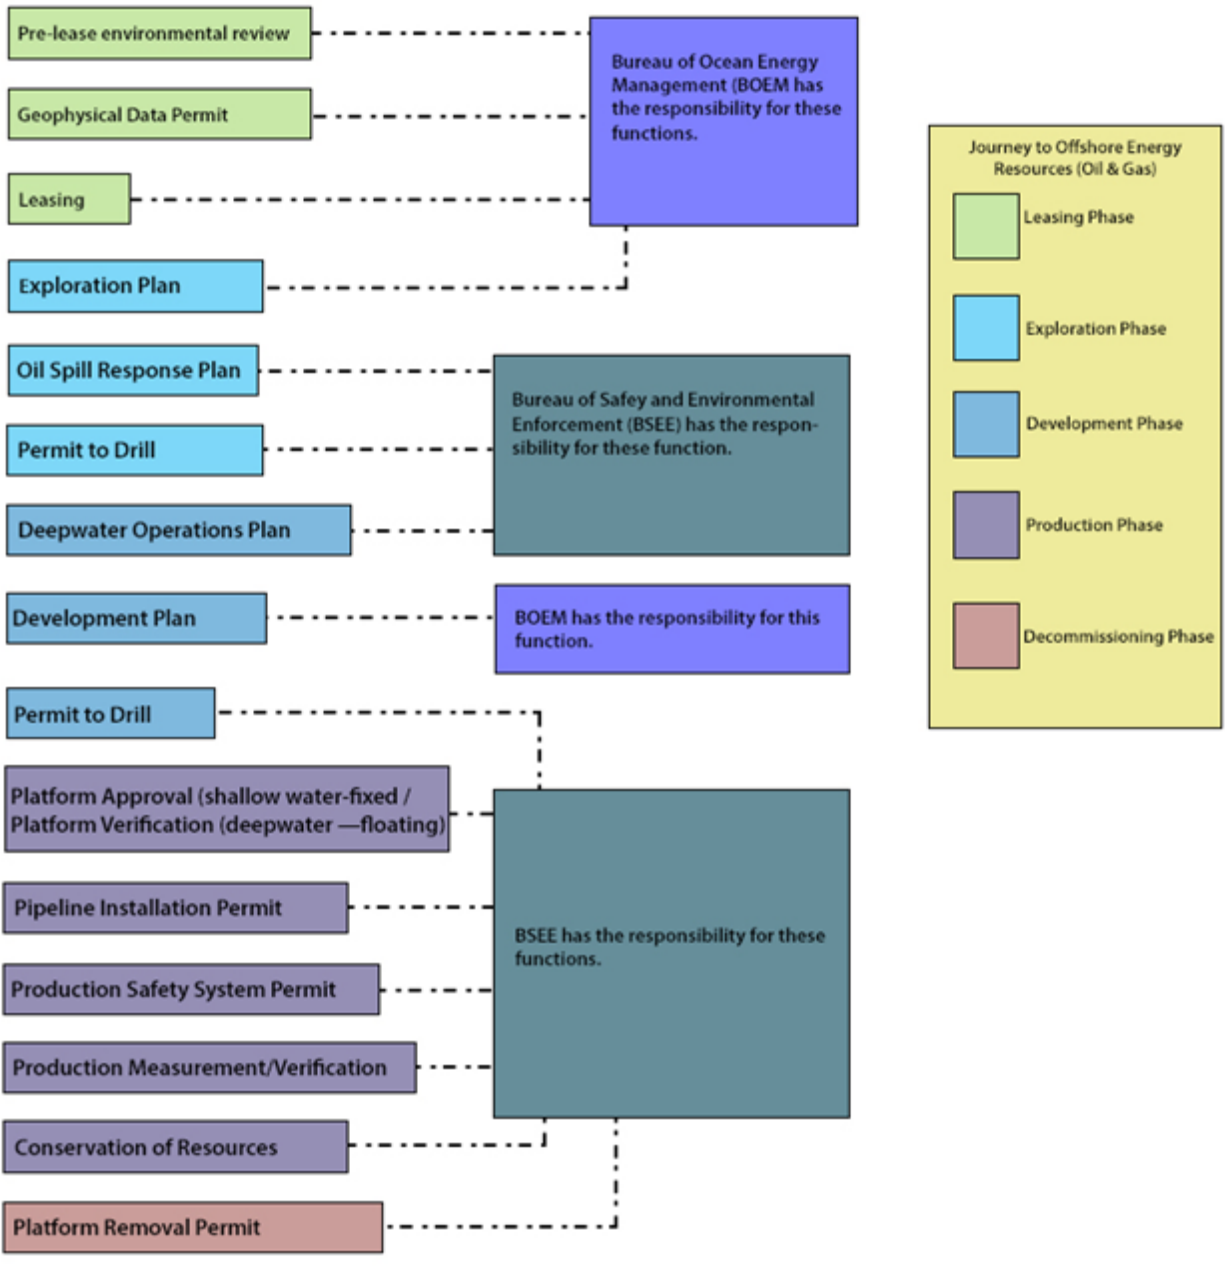 Pre-lease environmental review
Geophysical Data Permit
Leasing
Exploration Plan
Oil Spill Response Plan
Permit to Drill
Deepwater Operations Plan
Development Plan
Permit to Drill
Platform Approval (shallow water-fixed /
Platform Verification (deepwater —floating)
Pipeline Installation Permit
Production Safety System Permit
Production Measurement/Verification
Conservation of Resources
Platform Removal Permit
Bureau of Ocean Energy
Management (BOEM has
the responsibility for these
functions.
Bureau of Safey and Environmental
Enforcement (BSEE) has the respon-
sibility for these function.
BOEM has the responsibility for this
function.
BSEE has the responsibility for these
functions.
Journey to Offshore Energy
Resources (Oil & Gas)
Leasing Phase
Exploration Phase
Development Phase
Production Phase
Decommissioning Phase